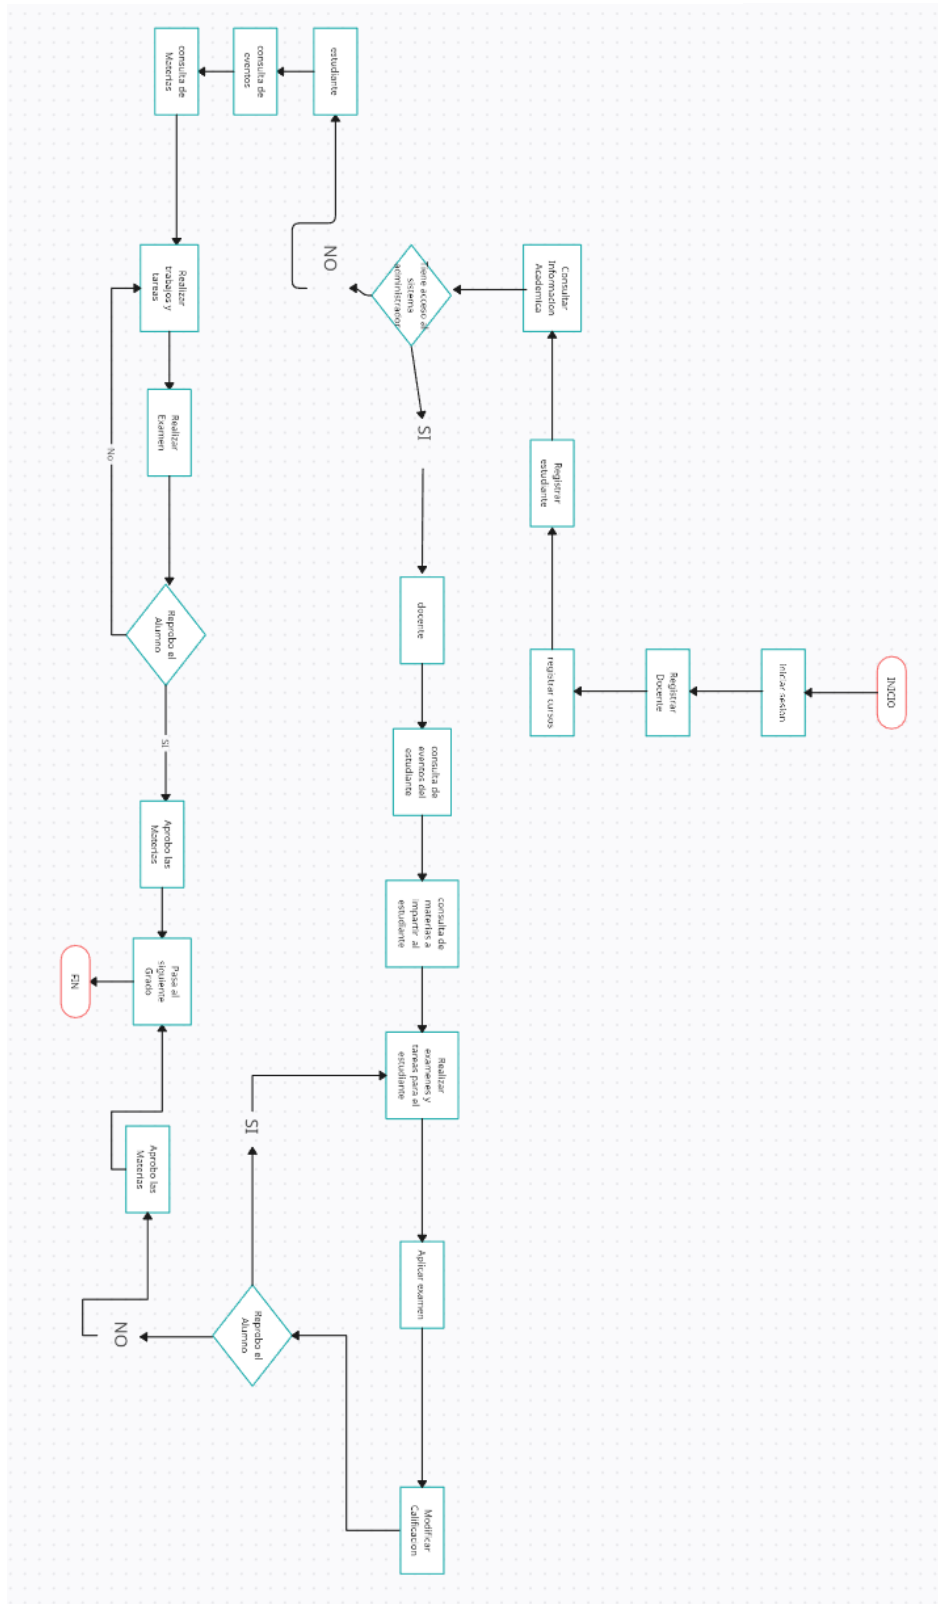 INICIO
iniciar sesion
Registrar
Docente
registrar cursos
Registrar
estudiante
Consultar
Informacion
Academica
Tiene acceso al
sistema
administrador
NO
estudiante
consulta de
eventos
consulta de
Materias
Realizar
trabajos y
tareas
Realizar
Examen
Reprobo el
Alumno
No
SI
Aprobo las
Materias
Pasa al
siguiente
Grado
FIN
SI
docente
consulta de
eventos del
estudiante
consulta de
materias a
impartir al
estudiante
Realizar
examenes y
tareas para el
estudiante
Aplicar examen
Modificar
Calificacion
Reprobo el
Alumno
SI
NO
Aprobo las
Materias